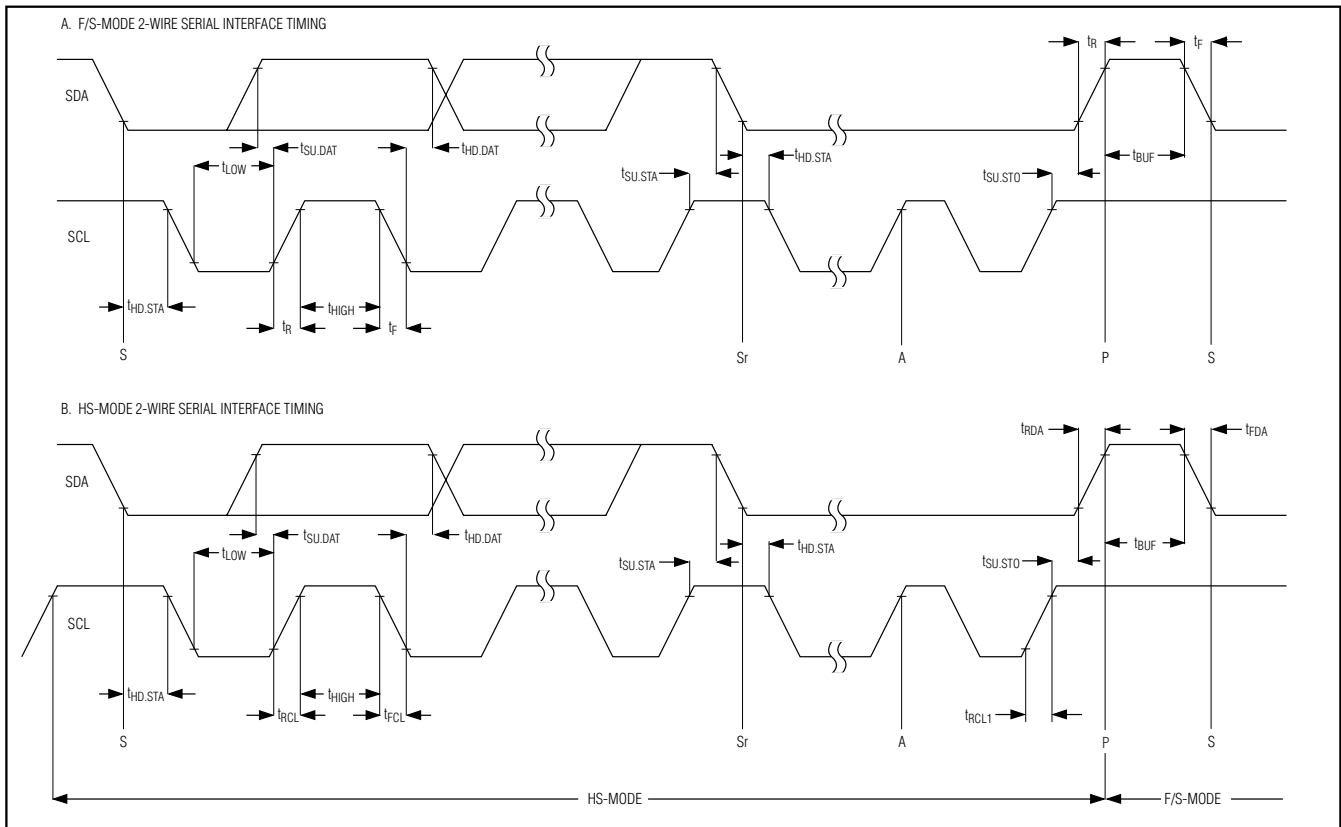 A. F/S-MODE 2-WIRE SERIAL INTERFACE TIMING
tR
tF
SDA
tSU.DAT
tHD.DAT
tLOW
tHD.STA
tBUF
tSU.STA
tSU.STO
SCL
tHD.STA
tHIGH
tR
tF
S
Sr
A
P
S
B. HS-MODE 2-WIRE SERIAL INTERFACE TIMING
tRDA
tFDA
SDA
tSU.DAT
tHD.DAT
tLOW
tHD.STA
tBUF
tSU.STA
tSU.STO
SCL
tHD.STA
tHIGH
tRCL
tFCL
tRCL1
S
Sr
A
P
S
HS-MODE
F/S-MODE